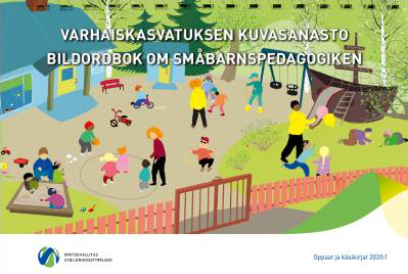 VARHAISKASVATUKSEN KUVASANASTO
BILDORDBOK OM SMÅBARNSPEDAGOGIKEN
OPETUSHALLITUS
UTBILDNINGSSTYRELSEN
Oppaat ja käsikirjat 2020:1